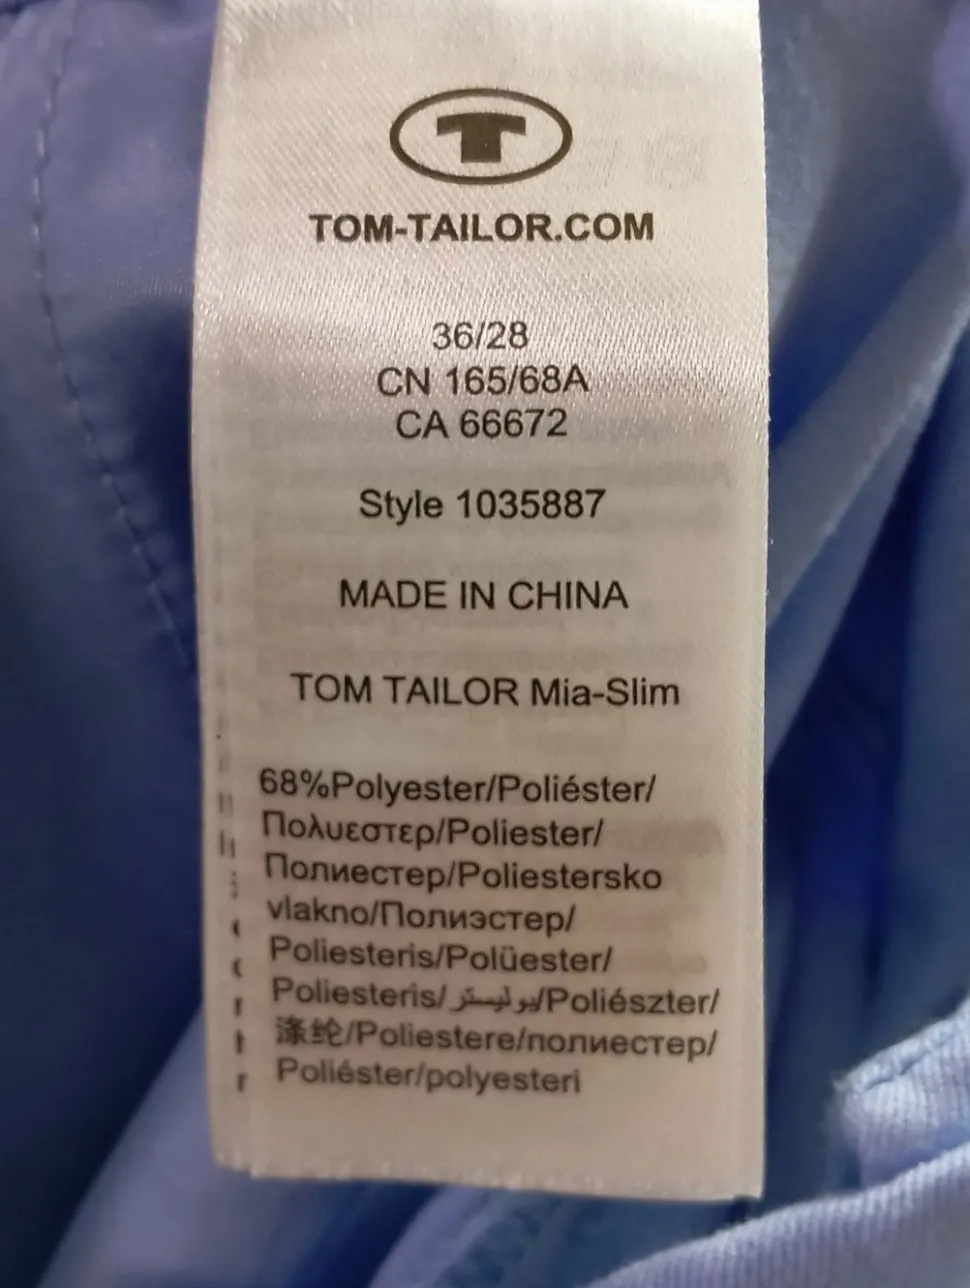 T
TOM-TAILOR.COM
36/28
CN 165/68A
CA 66672
Style 1035887
MADE IN CHINA
TOM TAILOR Mia-Slim
68%Polyester/Poliéster/
Πολυεστερ/Poliester/
Полиестер/Poliestersko
vlakno/Полиэстер/
Poliesteris/Polüester/
Poliesteris/بوليستر/Poliészter/
涤纶/Poliestere/полиестер/
Poliéster/polyesteri